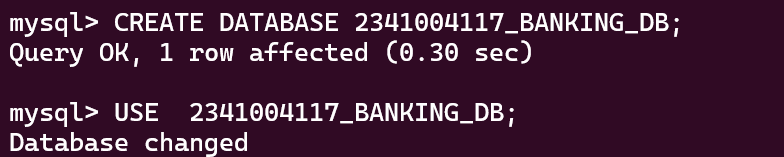 mysql> CREATE DATABASE 2341004117_BANKING_DB;
Query OK, 1 row affected (0.30 sec)
mysql> USE  2341004117_BANKING_DB;
Database changed